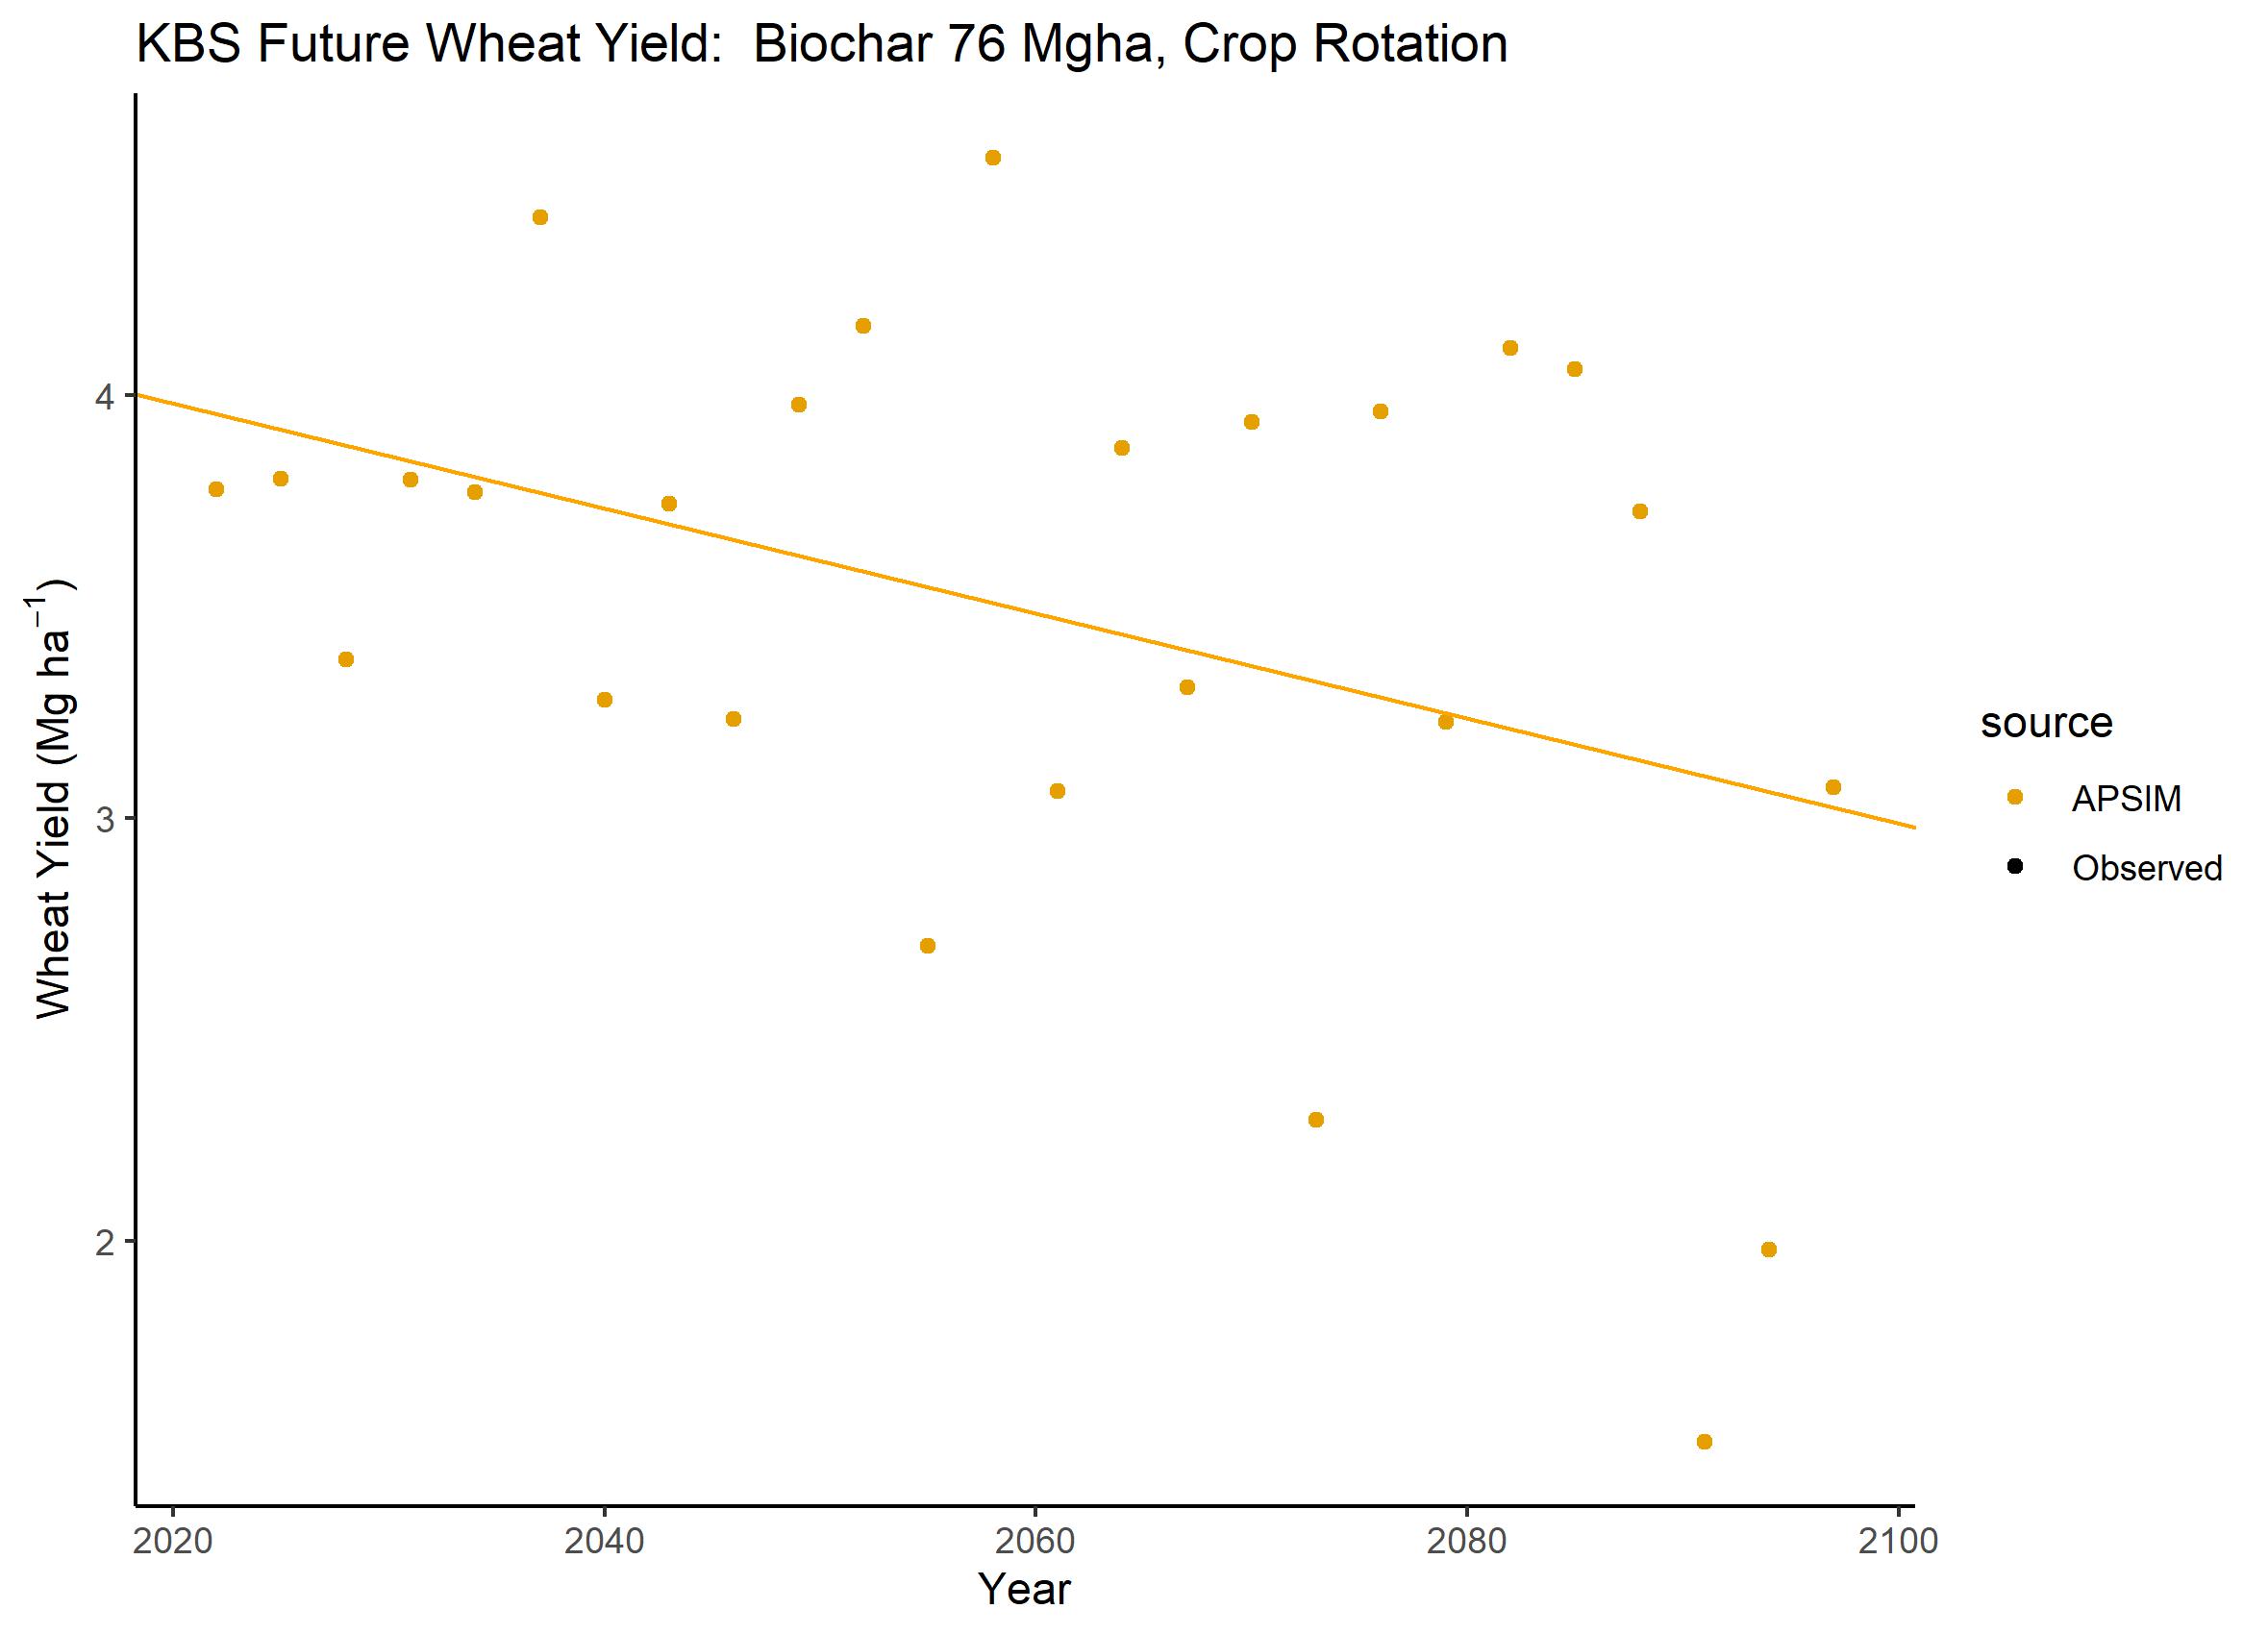 KBS Future Wheat Yield:  Biochar 76 Mgha, Crop Rotation
Wheat Yield (Mg ha⁻¹)
4
3
2
2020
2040
2060
2080
2100
Year
source
APSIM
Observed